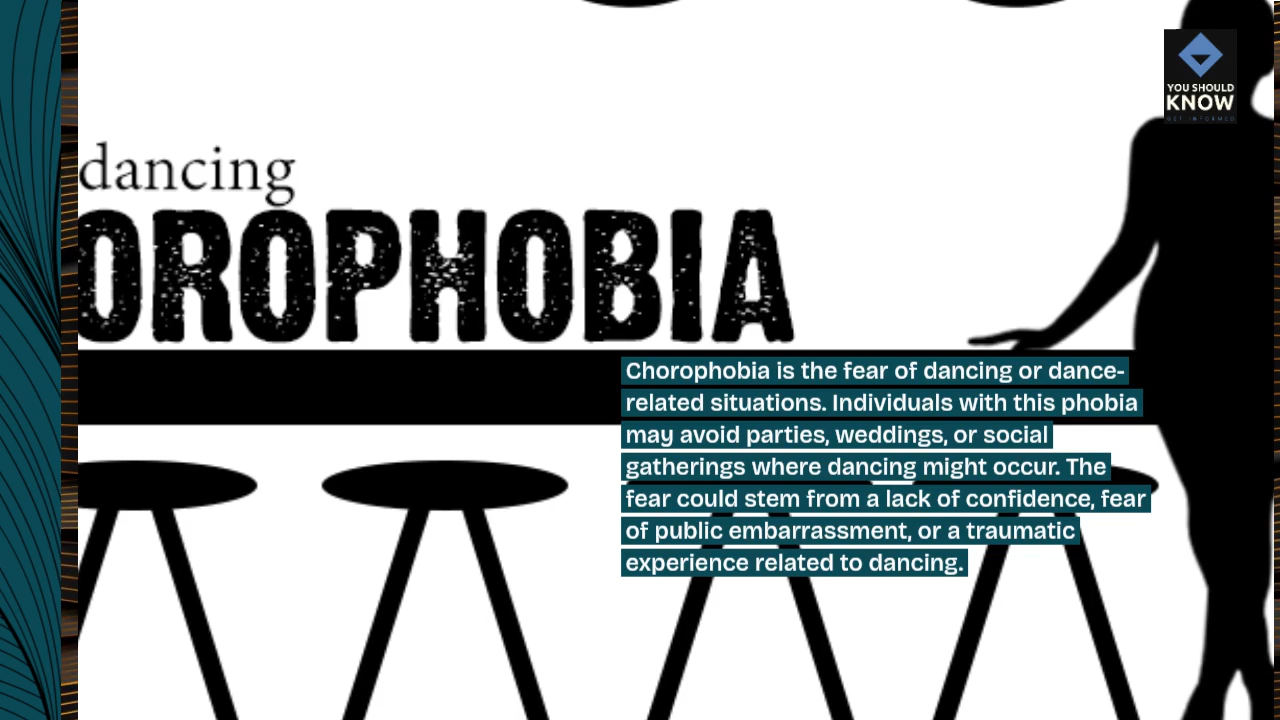 YOU SHOULD
KNOW
GET INFORMED
dancing
OROPHOBIA
Chorophobia is the fear of dancing or dance-
related situations. Individuals with this phobia
may avoid parties, weddings, or social
gatherings where dancing might occur. The
fear could stem from a lack of confidence, fear
of public embarrassment, or a traumatic
experience related to dancing.